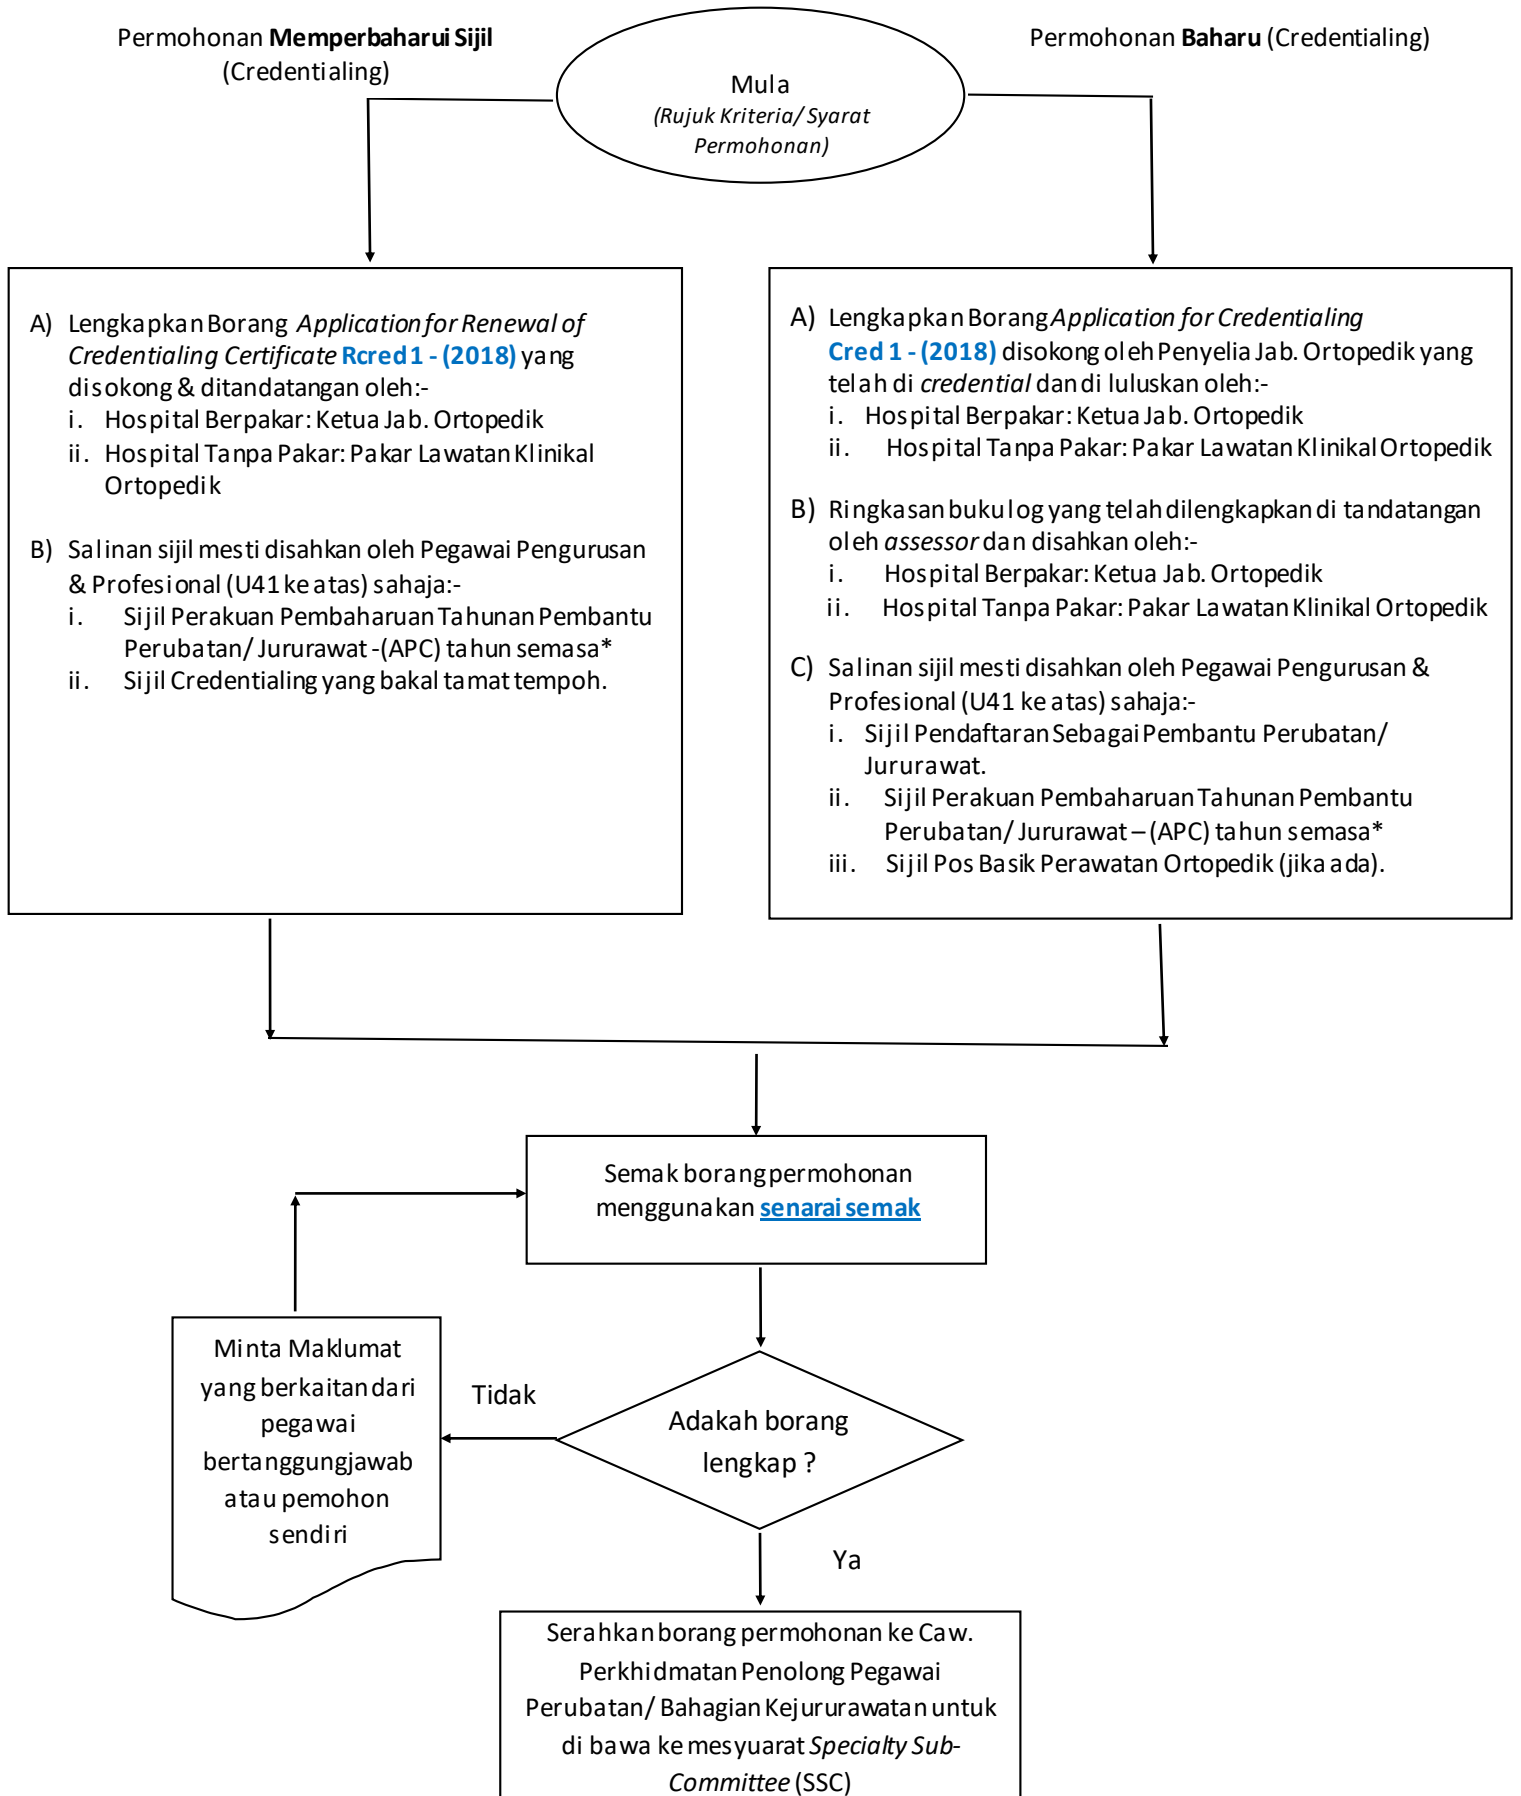 Permohonan Memperbaharui Sijil
(Credentialing)
Permohonan Baharu (Credentialing)
Mula
(Rujuk Kriteria/ Syarat
Permohonan)
A) Lengkapkan Borang Application for Renewal of
Credentialing Certificate Rcred 1 - (2018) yang
disokong & ditandatangan oleh:-
i. Hospital Berpakar: Ketua Jab. Ortopedik
ii. Hospital Tanpa Pakar: Pakar Lawatan Klinikal
Ortopedik
B) Salinan sijil mesti disahkan oleh Pegawai Pengurusan
& Profesional (U41 ke atas) sahaja:-
i. Sijil Perakuan Pembaharuan Tahunan Pembantu
Perubatan/ Jururawat -(APC) tahun semasa*
ii. Sijil Credentialing yang bakal tamat tempoh.
A) Lengkapkan Borang Application for Credentialing
Cred 1 - (2018) disokong oleh Penyelia Jab. Ortopedik yang
telah di credential dan di luluskan oleh:-
i. Hospital Berpakar: Ketua Jab. Ortopedik
ii. Hospital Tanpa Pakar: Pakar Lawatan Klinikal Ortopedik
B) Ringkasan buku log yang telah dilengkapkan di tandatangan
oleh assessor dan disahkan oleh:-
i. Hospital Berpakar: Ketua Jab. Ortopedik
ii. Hospital Tanpa Pakar: Pakar Lawatan Klinikal Ortopedik
C) Salinan sijil mesti disahkan oleh Pegawai Pengurusan &
Profesional (U41 ke atas) sahaja:-
i. Sijil Pendaftaran Sebagai Pembantu Perubatan/
Jururawat.
ii. Sijil Perakuan Pembaharuan Tahunan Pembantu
Perubatan/ Jururawat – (APC) tahun semasa*
iii. Sijil Pos Basik Perawatan Ortopedik (jika ada).
Semak borang permohonan
menggunakan senarai semak
Minta Maklumat
yang berkaitan dari
pegawai
bertanggungjawab
atau pemohon
sendiri
Tidak
Adakah borang
lengkap ?
Ya
Serahkan borang permohonan ke Caw.
Perkhidmatan Penolong Pegawai
Perubatan/ Bahagian Kejururawatan untuk
di bawa ke mesyuarat Specialty Sub-
Committee (SSC)